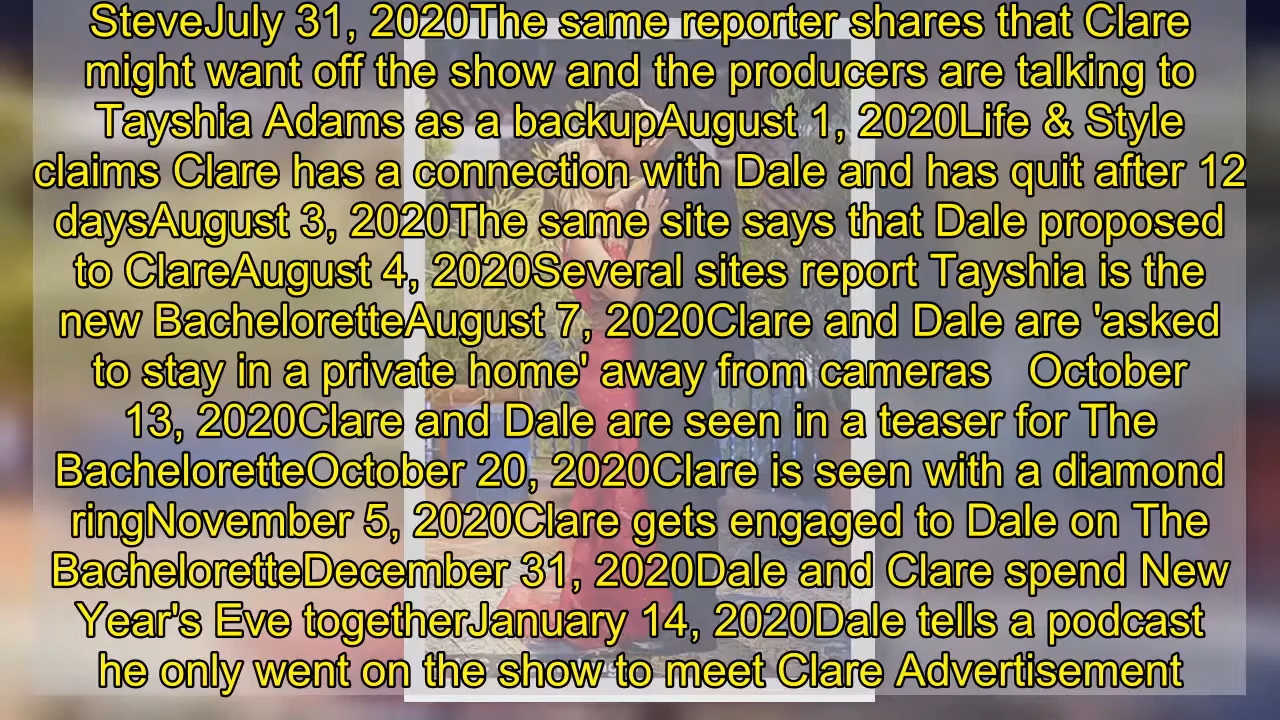 SteveJuly 31, 2020The same reporter shares that Clare
might want off the show and the producers are talking to
Tayshia Adams as a backupAugust 1, 2020Life & Style
claims Clare has a connection with Dale and has quit after 12
daysAugust 3, 2020The same site says that Dale proposed
to ClareAugust 4, 2020Several sites report Tayshia is the
new BacheloretteAugust 7, 2020Clare and Dale are 'asked
to stay in a private home' away from cameras   October
13, 2020Clare and Dale are seen in a teaser for The
BacheloretteOctober 20, 2020Clare is seen with a diamond
ringNovember 5, 2020Clare gets engaged to Dale on The
BacheloretteDecember 31, 2020Dale and Clare spend New
Year's Eve togetherJanuary 14, 2020Dale tells a podcast
he only went on the show to meet Clare Advertisement